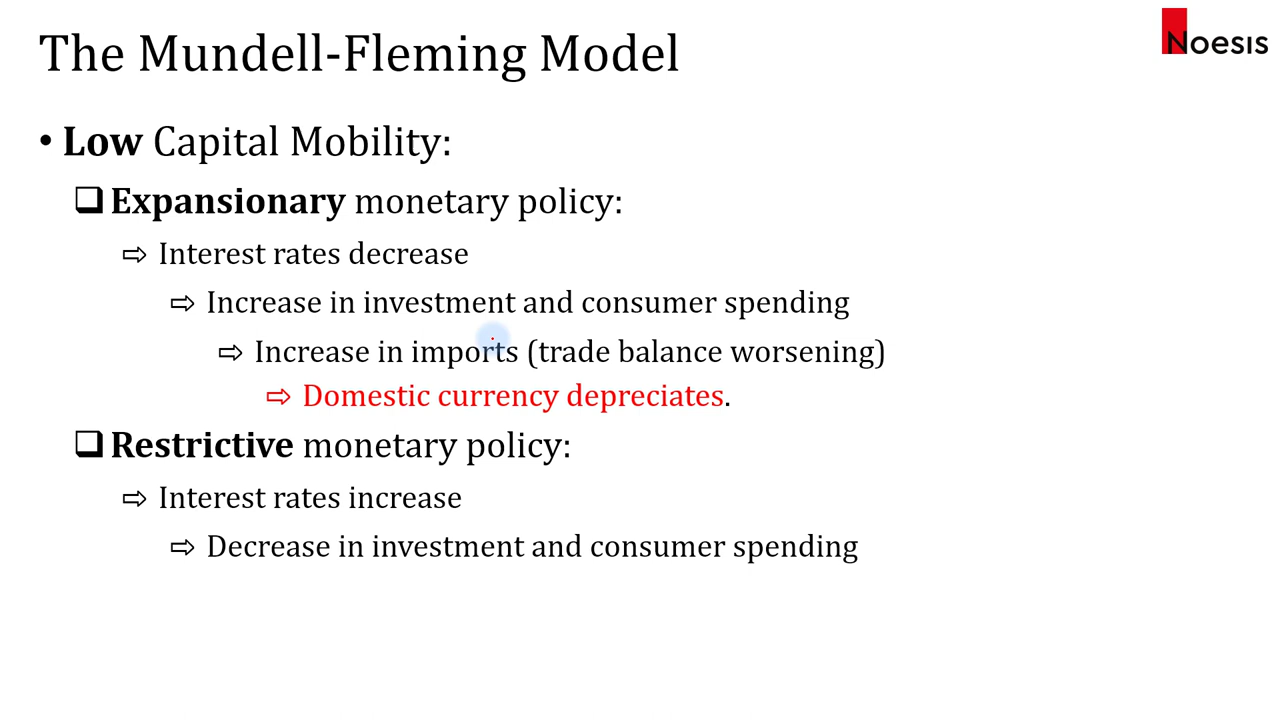 The Mundell-Fleming Model
Noesis
• Low Capital Mobility:
❑ Expansionary monetary policy:
⇨ Interest rates decrease
⇨ Increase in investment and consumer spending
⇨ Increase in imports (trade balance worsening)
⇨ Domestic currency depreciates.
❑ Restrictive monetary policy:
⇨ Interest rates increase
⇨ Decrease in investment and consumer spending